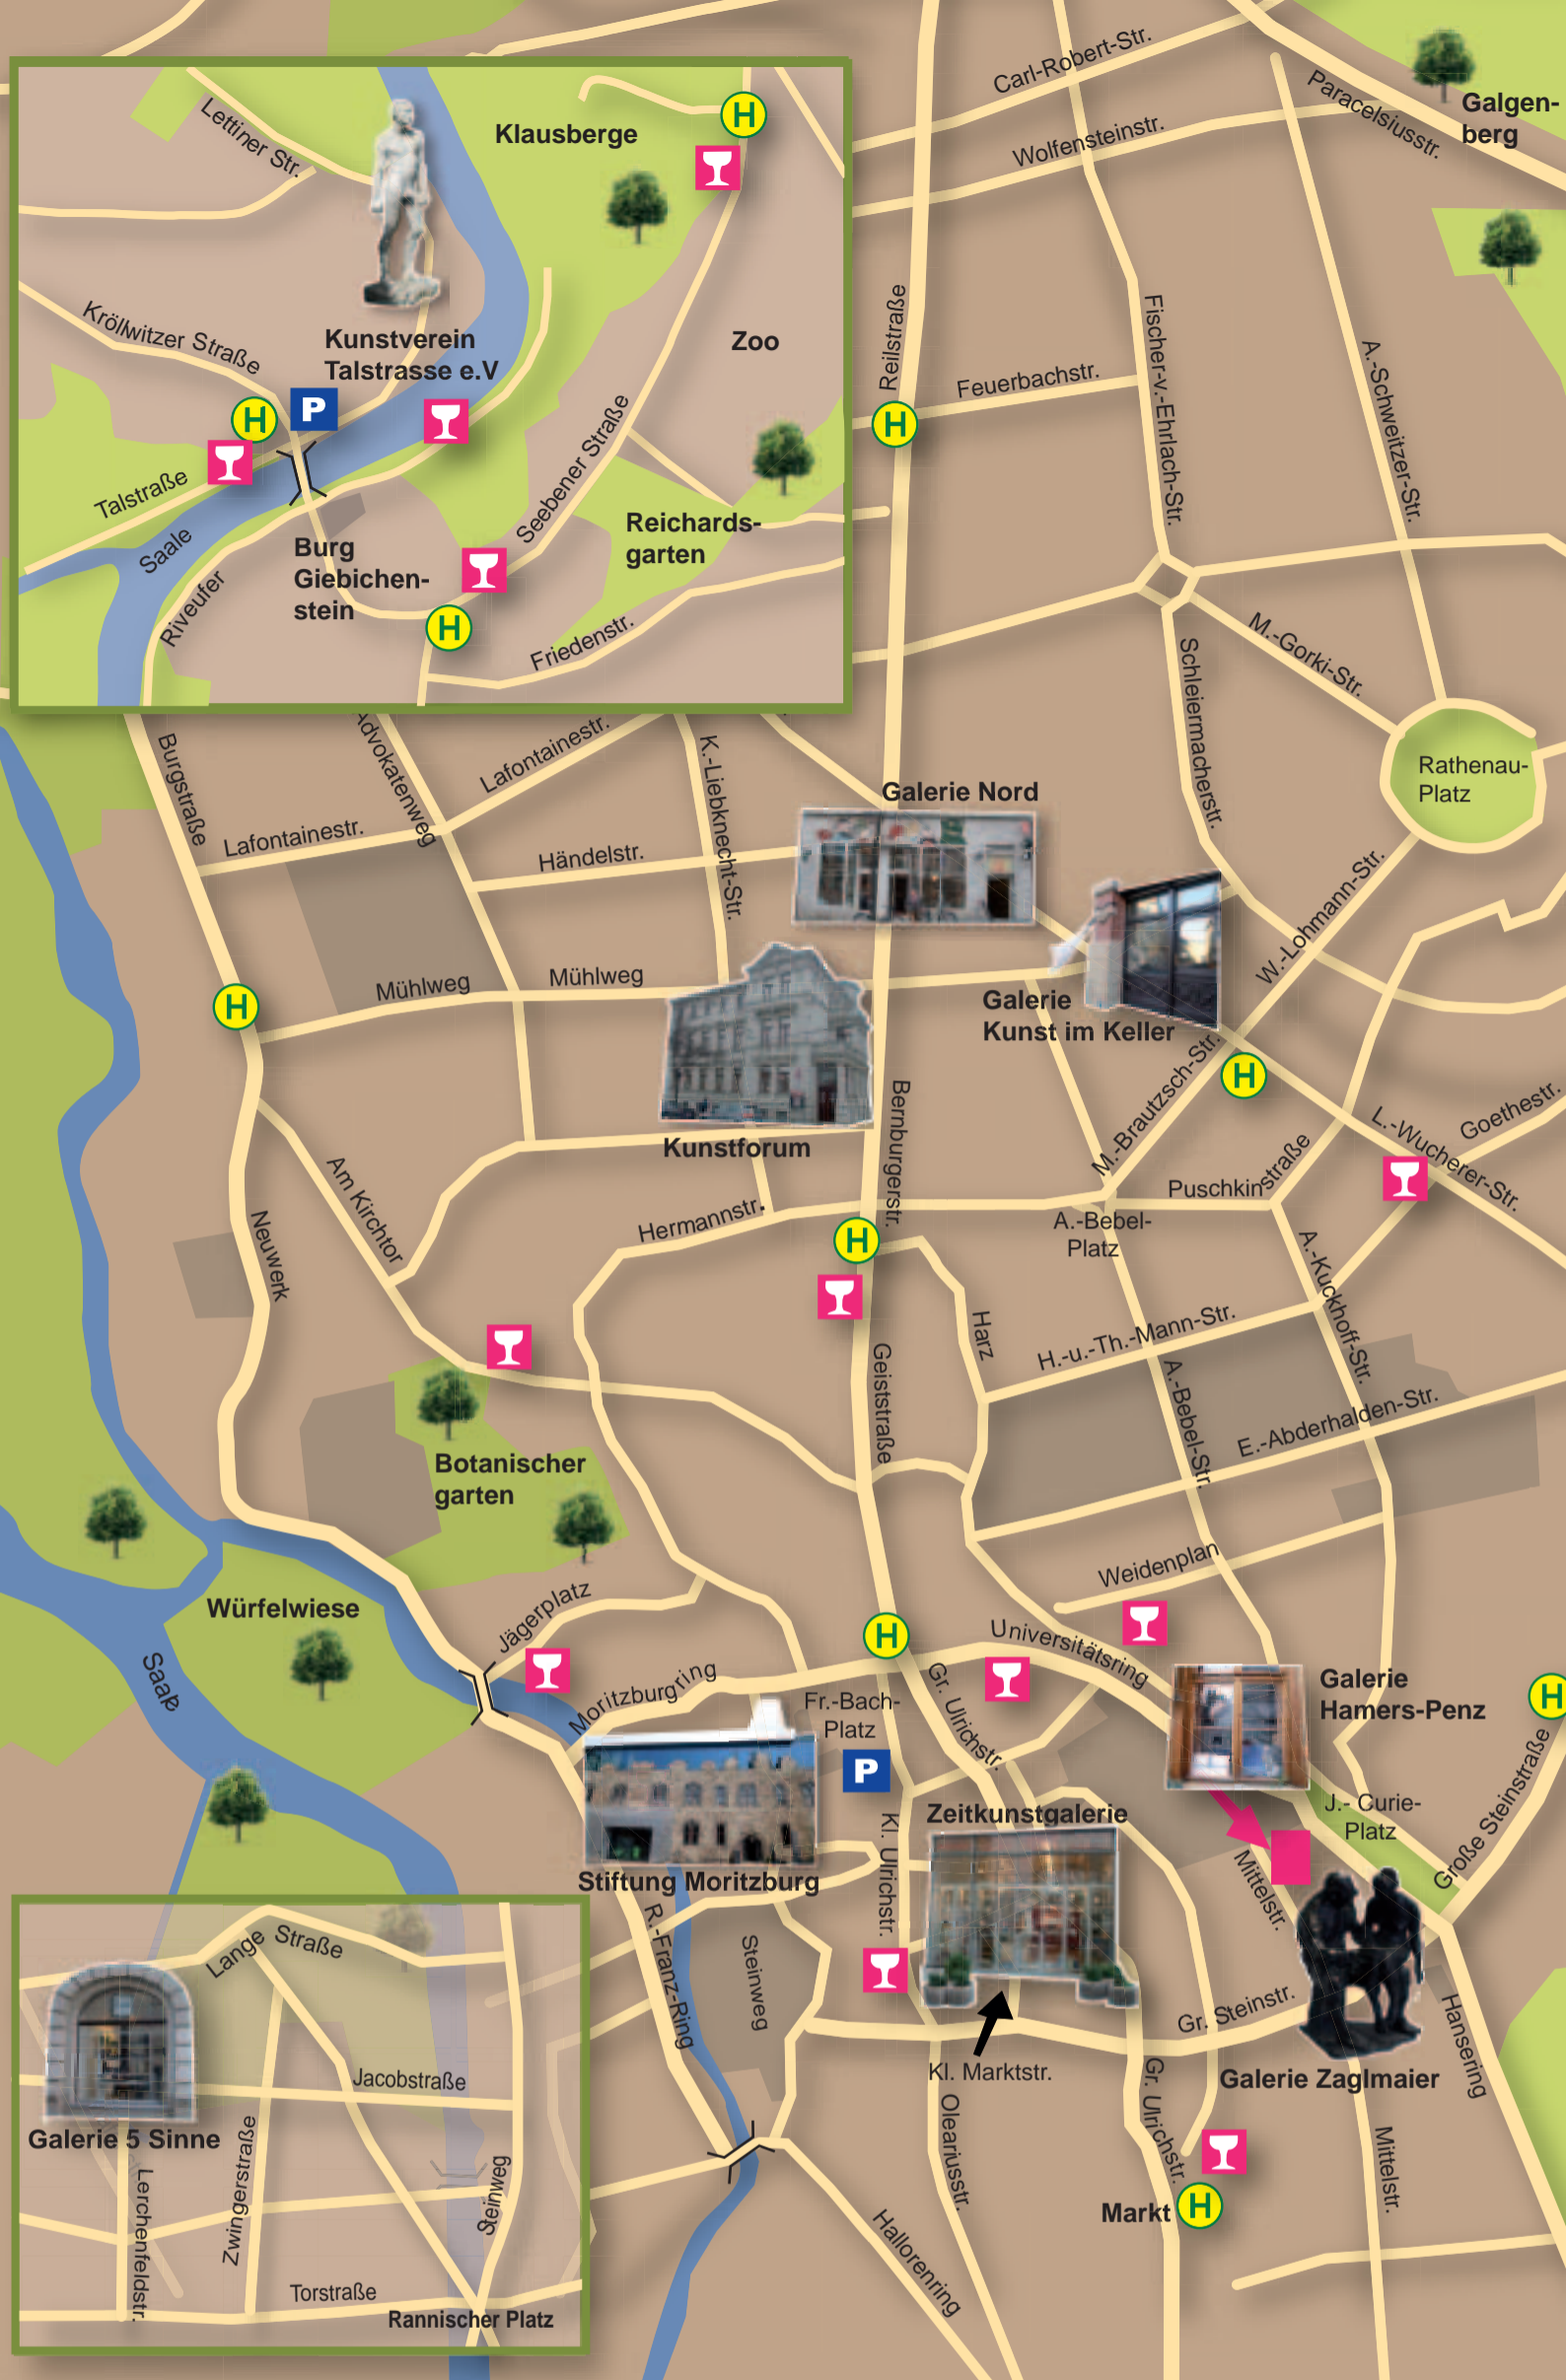 Carl-Robert-Str.
Wolfensteinstr.
Paracelsiusstr.
Galgen-
berg
Lettiner Str.
Klausberge
H
Kröllwitzer Straße
Kunstverein
Talstrasse e.V
Zoo
H
P
Talstraße
Saale
Riveufer
Burg
Giebichen-
stein
Seebener Straße
Reichards-
garten
H
Friedenstr.
Reilstraße
H
Feuerbachstr.
Fischer-v.-Ehrlach-Str.
A.-Schweitzer-Str.
M.-Gorki-Str.
Schleiermacherstr.
Rathenau-
Platz
Burgstraße
Advokatenweg
Lafontainestr.
Lafontainestr.
K.-Liebknecht-Str.
Händelstr.
Galerie Nord
W.-Lohmann-Str.
H
Mühlweg
Mühlweg
Galerie
Kunst im Keller
M.-Brautzsch-Str.
H
Kunstforum
Bernburgerstr.
L.-Wucherer-Str.
Goethestr.
Puschkinstraße
A.-Bebel-
Platz
Am Kirchtor
Neuwerk
Hermannstr.
H
Harz
H.-u.-Th.-Mann-Str.
A.-Kuckhoff-Str.
Geiststraße
A.-Bebel-Str.
E.-Abderhalden-Str.
Botanischer
garten
Weidenplan
Würfelwiese
Jägerplatz
H
Universitätsring
Saale
Moritzburgring
Fr.-Bach-
Platz
Gr. Ulrichstr.
Galerie
Hamers-Penz
H
P
Zeitkunstgalerie
J.- Curie-
Platz
Große Steinstraße
Stiftung Moritzburg
Kl. Ulrichstr.
Mittelstr.
R.-Franz-Ring
Steinweg
Gr. Steinstr.
Hansering
Kl. Marktstr.
Galerie Zaglmaier
Oleariusstr.
Gr. Ulrichstr.
Mittelstr.
Markt
H
Hallorenring
Lange Straße
Jacobstraße
Galerie 5 Sinne
Lerchenfeldstr.
Zwingerstraße
Steinweg
Torstraße
Rannischer Platz